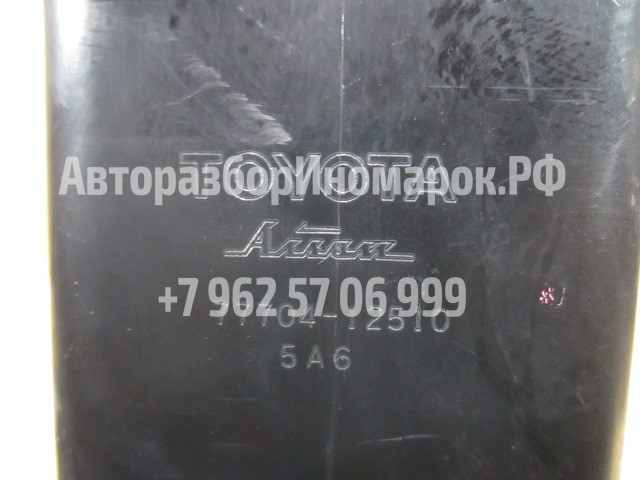 TOYOTA
АвторазборИномарок.РФ
Aisan
+7 962 57 06 999
77704-12510
5A6